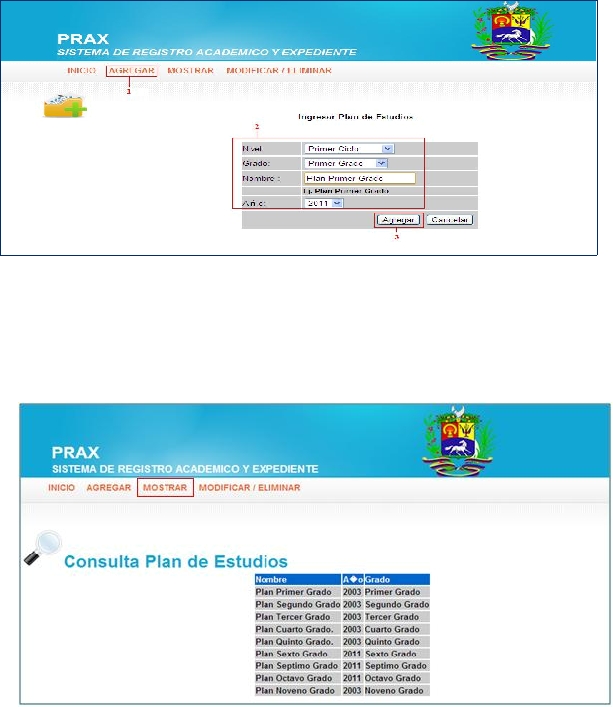 PRAX
SISTEMA DE REGISTRO ACADEMICO Y EXPEDIENTE
INICIO AGREGAR MOSTRAR MODIFICAR / ELIMINAR
1
Ingresar Plan de Estudios
2
Nivel: Primer Ciclo
Grado: Primer Grado
Nombre : Plan Primer Grado
Ej. Plan Primer Grado
Año: 2011
Agregar Cancelar
3
PRAX
SISTEMA DE REGISTRO ACADEMICO Y EXPEDIENTE
INICIO AGREGAR MOSTRAR MODIFICAR / ELIMINAR
Consulta Plan de Estudios
Nombre A�o Grado
Plan Primer Grado 2003 Primer Grado
Plan Segundo Grado 2003 Segundo Grado
Plan Tercer Grado 2003 Tercer Grado
Plan Cuarto Grado. 2003 Cuarto Grado
Plan Quinto Grado. 2003 Quinto Grado
Plan Sexto Grado 2011 Sexto Grado
Plan Septimo Grado 2011 Septimo Grado
Plan Octavo Grado 2011 Octavo Grado
Plan Noveno Grado 2003 Noveno Grado